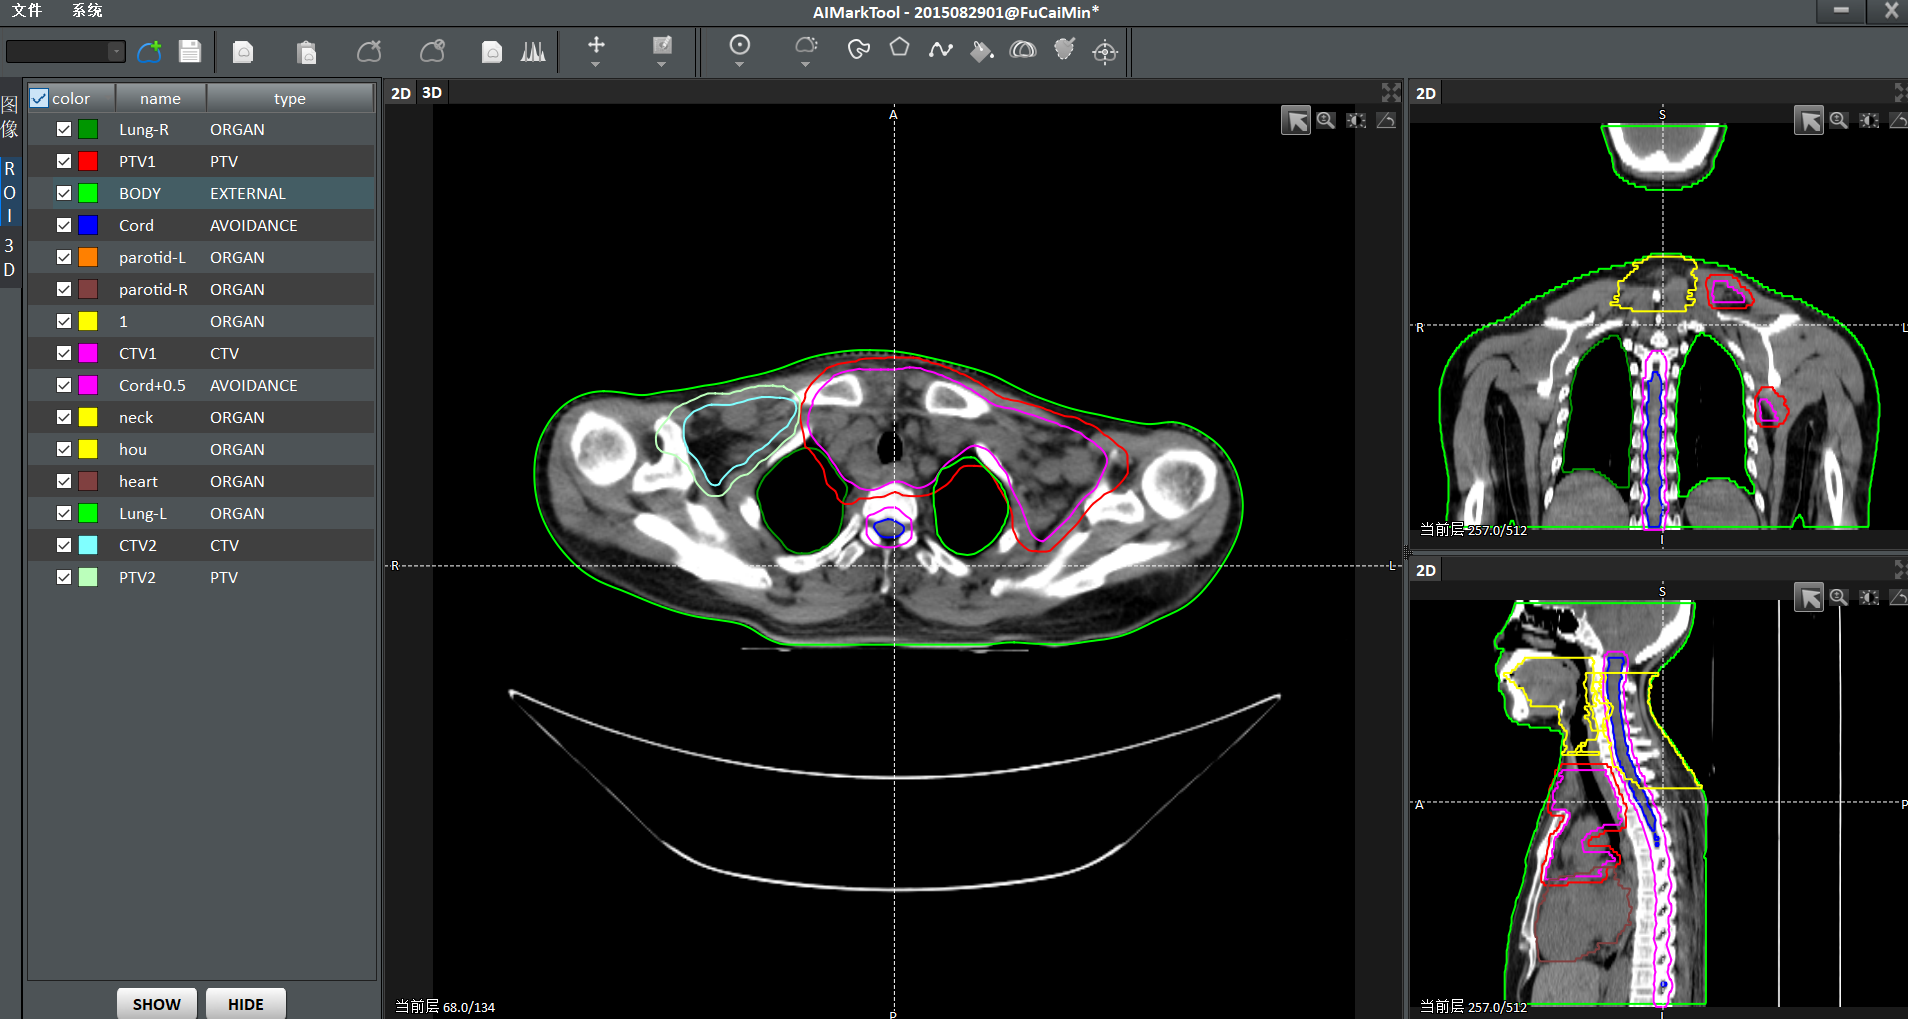 文件 系统
AIMarkTool - 2015082901@FuCaiMin*
图像
ROI
3D
color name type
Lung-R ORGAN
PTV1 PTV
BODY EXTERNAL
Cord AVOIDANCE
parotid-L ORGAN
parotid-R ORGAN
1 ORGAN
CTV1 CTV
Cord+0.5 AVOIDANCE
neck ORGAN
hou ORGAN
heart ORGAN
Lung-L ORGAN
CTV2 CTV
PTV2 PTV
SHOW HIDE
2D 3D
A
R
L
当前层 68.0/134
P
2D
S
R
L
当前层 257.0/512
I
2D
S
A
P
当前层 257.0/512
I